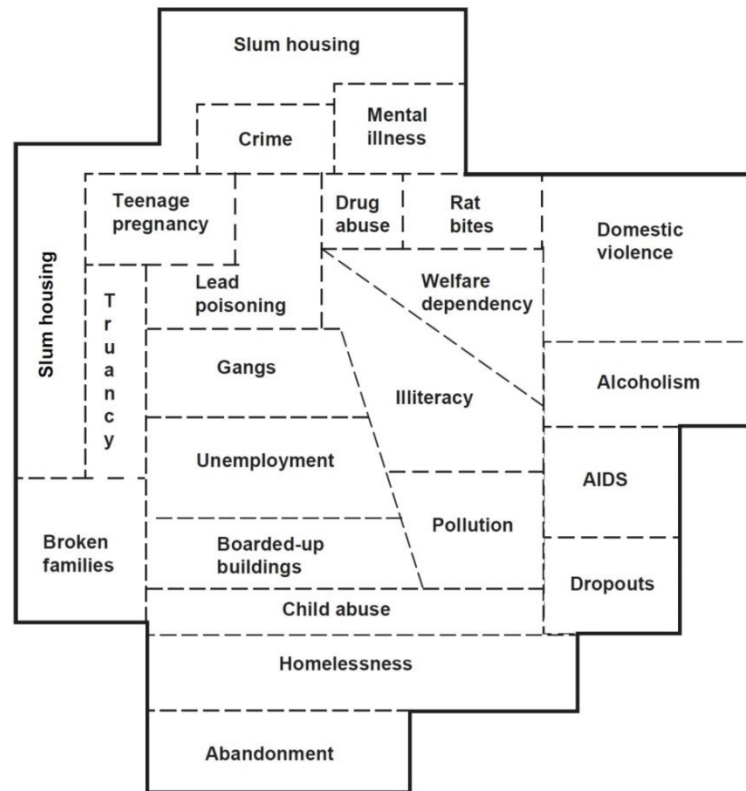 Slum housing
Mental
illness
Crime
Teenage
pregnancy
Drug
abuse
Rat
bites
Domestic
violence
Slum housing
Truancy
Lead
poisoning
Welfare
dependency
Gangs
Illiteracy
Alcoholism
Unemployment
AIDS
Broken
families
Boarded-up
buildings
Pollution
Dropouts
Child abuse
Homelessness
Abandonment